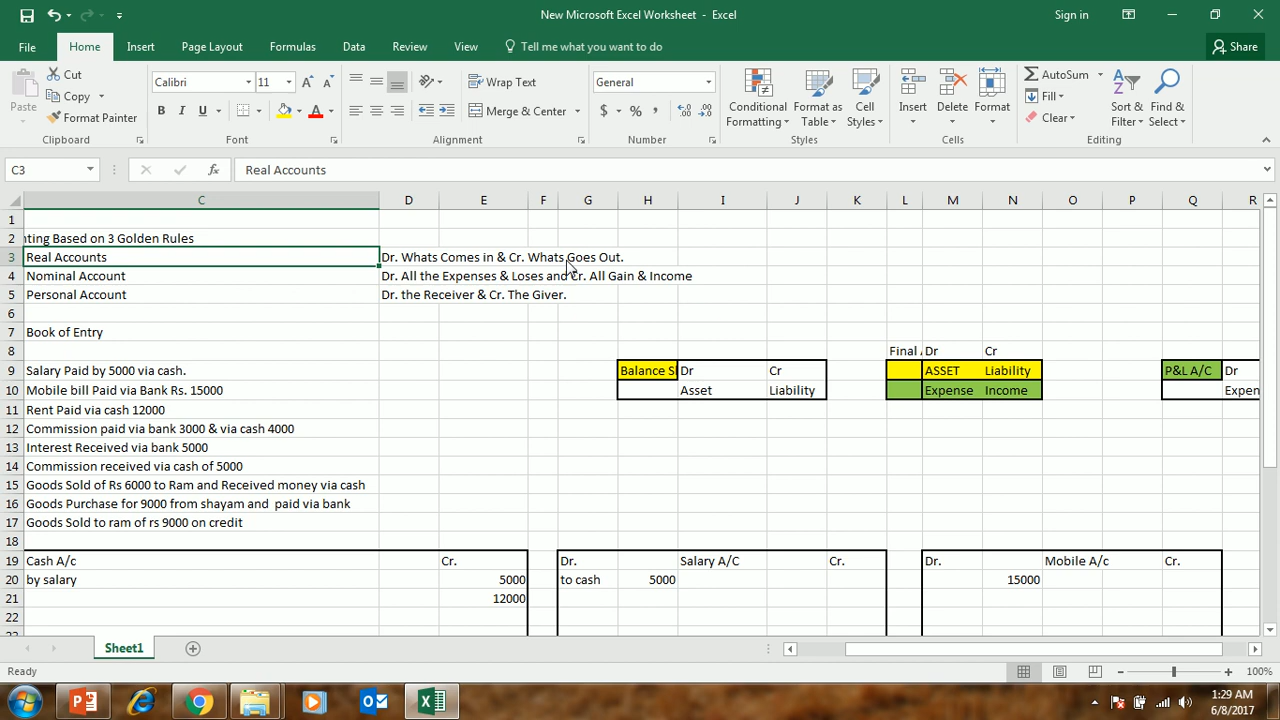 New Microsoft Excel Worksheet - Excel
Sign in
File Home Insert Page Layout Formulas Data Review View Tell me what you want to do Share
Paste Cut Copy Format Painter
Calibri 11 B I U A
Wrap Text
Merge & Center
General
$ % ,
Conditional Formatting Format as Table Cell Styles
Insert Delete Format
AutoSum Fill Clear
Sort & Filter Find & Select
Clipboard Font Alignment Number Styles Cells Editing
C3 fx Real Accounts
C D E F G H I J K L M N O P Q R
1
2 nting Based on 3 Golden Rules
3 Real Accounts Dr. Whats Comes in & Cr. Whats Goes Out.
4 Nominal Account Dr. All the Expenses & Loses and Cr. All Gain & Income
5 Personal Account Dr. the Receiver & Cr. The Giver.
6
7 Book of Entry
8 Final Dr Cr
9 Salary Paid by 5000 via cash. Balance S Dr Cr ASSET Liability P&L A/C Dr
10 Mobile bill Paid via Bank Rs. 15000 Asset Liability Expense Income Expen
11 Rent Paid via cash 12000
12 Commission paid via bank 3000 & via cash 4000
13 Interest Received via bank 5000
14 Commission received via cash of 5000
15 Goods Sold of Rs 6000 to Ram and Received money via cash
16 Goods Purchase for 9000 from shayam and paid via bank
17 Goods Sold to ram of rs 9000 on credit
18
19 Cash A/c Cr. Dr. Salary A/C Cr. Dr. Mobile A/c Cr.
20 by salary 5000 to cash 5000 15000
21 12000
22
23
Sheet1
Ready 100%
1:29 AM
6/8/2017